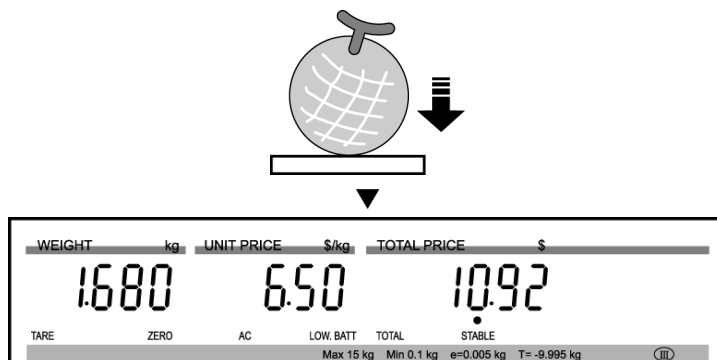 WEIGHT kg UNIT PRICE $/kg TOTAL PRICE $
1.680 6.50 10.92
TARE ZERO AC LOW. BATT TOTAL STABLE
Max 15 kg Min 0.1 kg e=0.005 kg T= -9.995 kg III